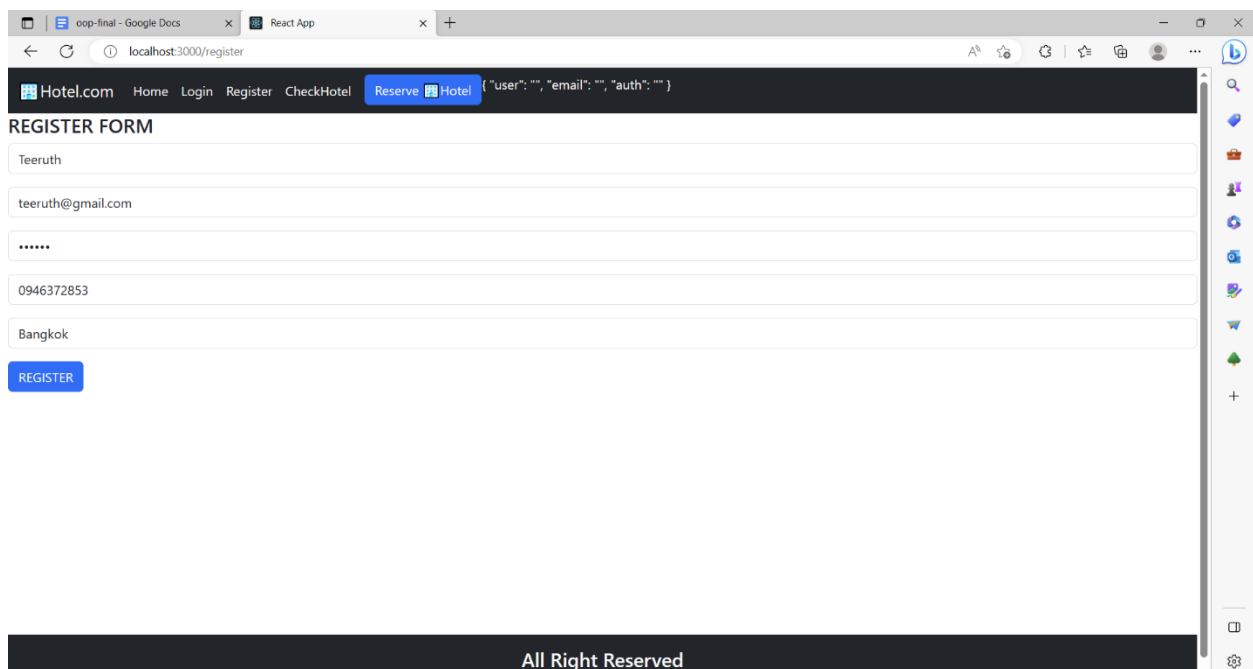 oop-final - Google Docs
React App
localhost:3000/register
Hotel.com Home Login Register CheckHotel Reserve Hotel { "user": "", "email": "", "auth": "" }
REGISTER FORM
Teeruth
teeruth@gmail.com
••••••
0946372853
Bangkok
REGISTER
All Right Reserved